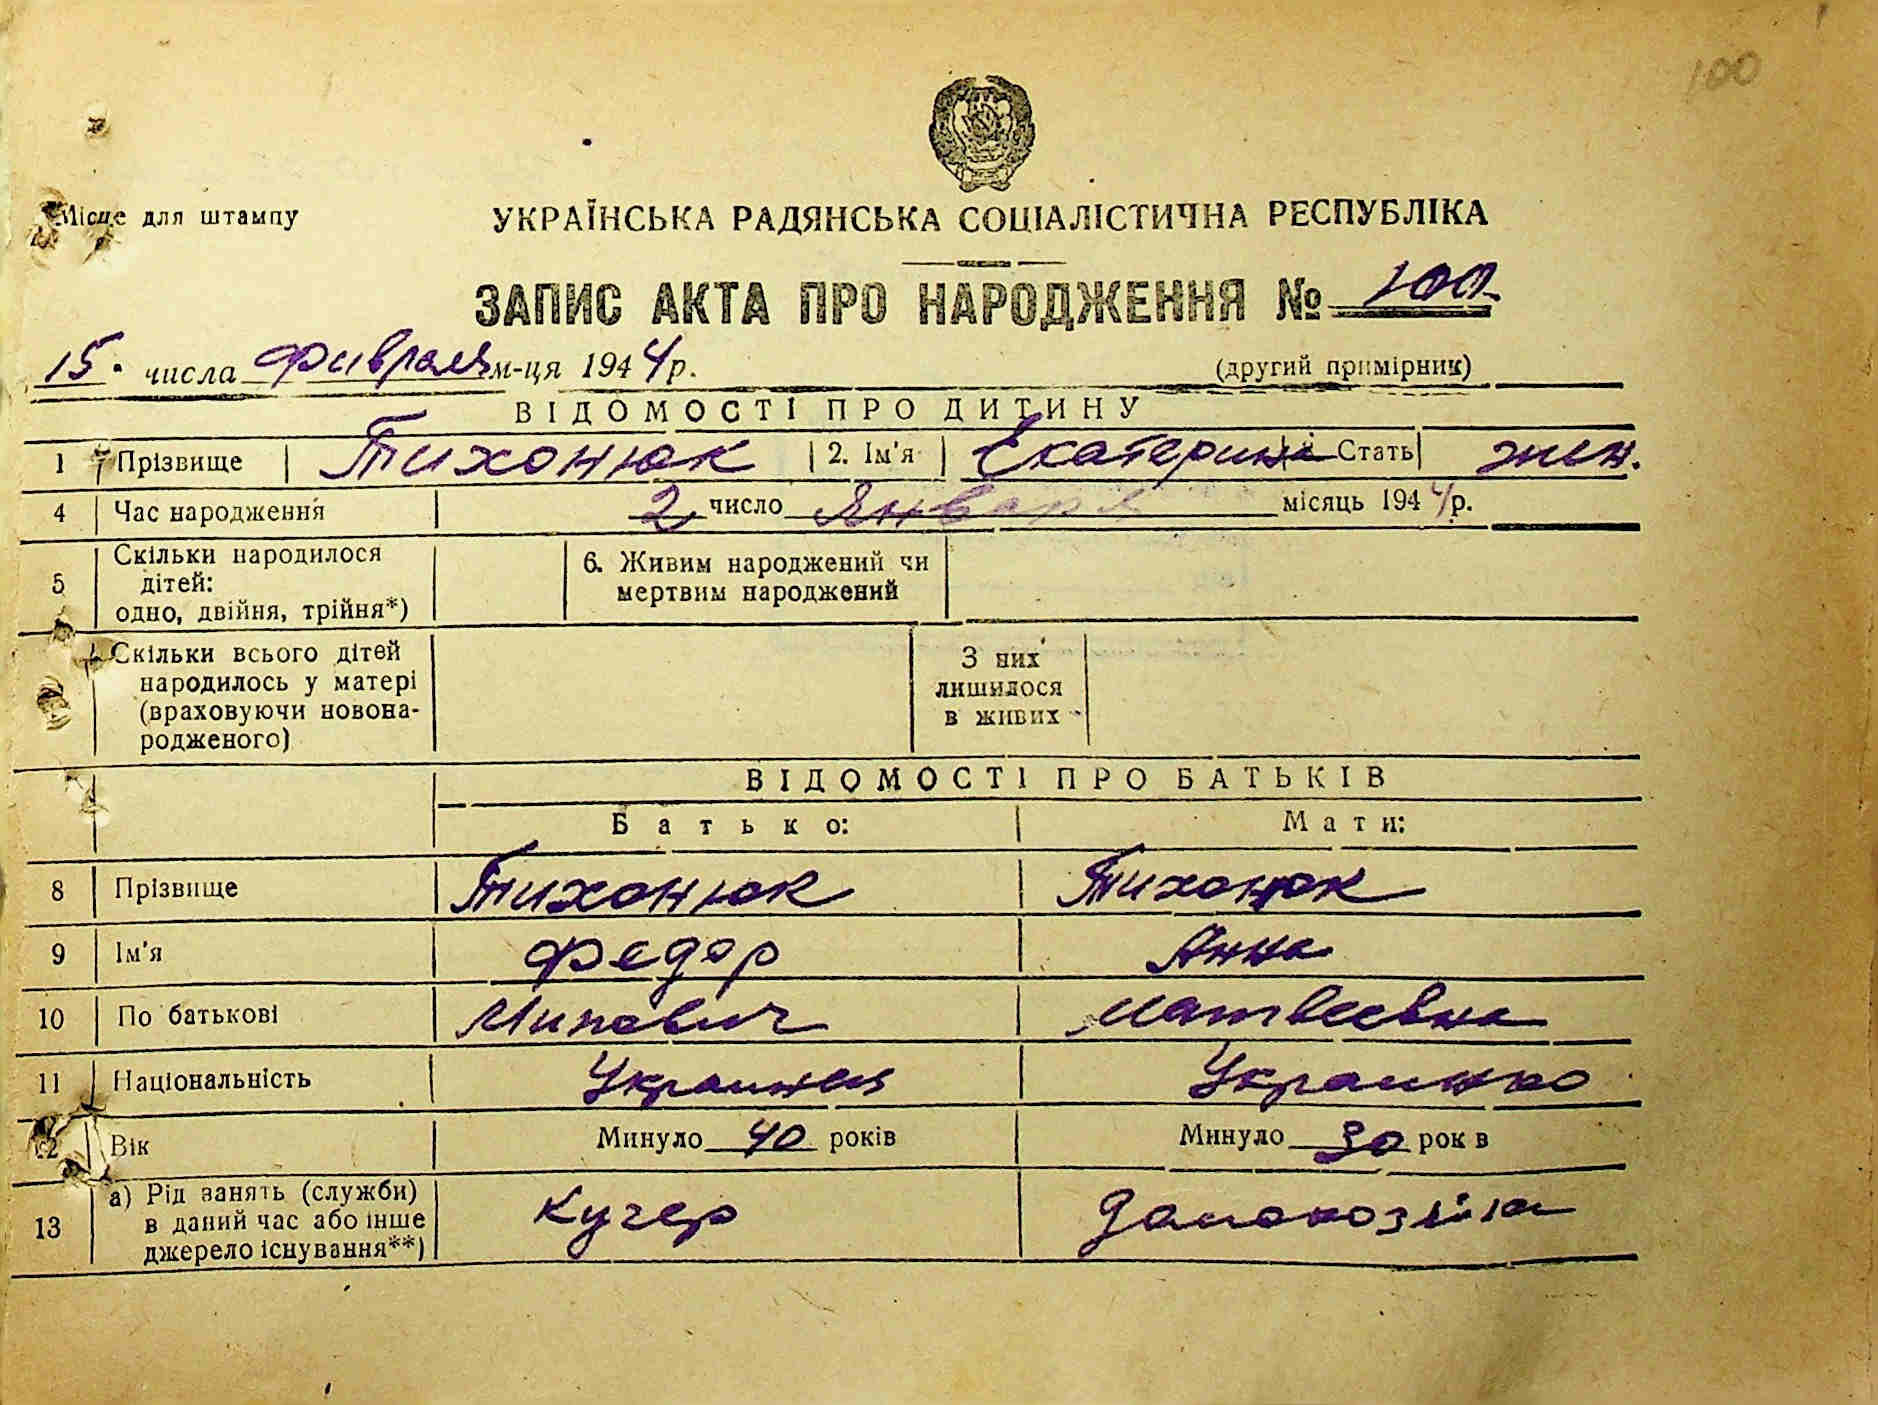 100
Місце для штампу
УКРАЇНСЬКА РАДЯНСЬКА СОЦІАЛІСТИЧНА РЕСПУБЛІКА
ЗАПИС АКТА ПРО НАРОДЖЕННЯ № 100
15. числа февраля м-ця 1944 р.
(другий примірник)
ВІДОМОСТІ ПРО ДИТИНУ
1 Прізвище Тихонюк 2. Ім'я Екатерина Стать жен.
4 Час народження 2 число Января місяць 1944 р.
5 Скільки народилося дітей: одно, двійня, трійня*) 6. Живим народжений чи мертвим народжений
Скільки всього дітей народилось у матері (враховуючи новонародженого) З них лишилося в живих
ВІДОМОСТІ ПРО БАТЬКІВ
Батько: Мати:
8 Прізвище Тихонюк Тихонюк
9 Ім'я Федор Анна
10 По батькові Матвеевна
11 Національність Украинка
12 Вік Минуло 40 років Минуло 30 років
13 а) Рід занять (служби) в даний час або інше джерело існування**) Кучер